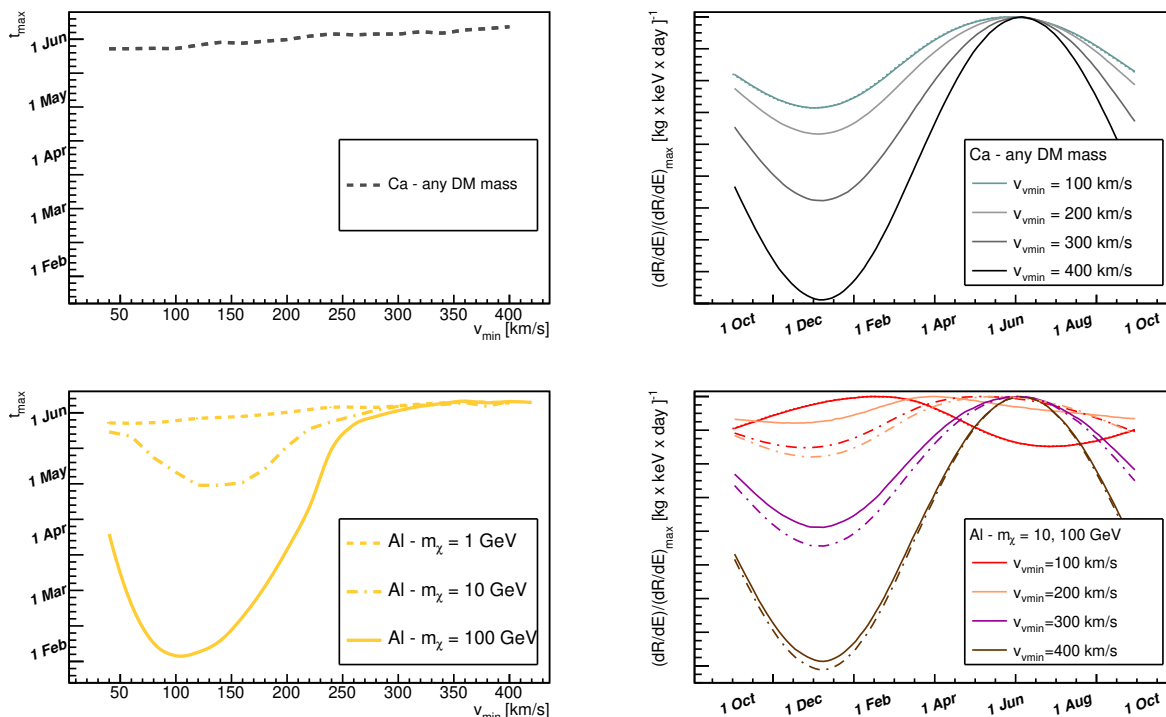 t_max
1 Jun
1 May
1 Apr
1 Mar
1 Feb
Ca - any DM mass
50 100 150 200 250 300 350 400
v_min [km/s]
(dR/dE)/(dR/dE)_max [kg x keV x day ]^-1
Ca - any DM mass
v_vmin = 100 km/s
v_vmin = 200 km/s
v_vmin = 300 km/s
v_vmin = 400 km/s
1 Oct 1 Dec 1 Feb 1 Apr 1 Jun 1 Aug 1 Oct
t_max
1 Jun
1 May
1 Apr
1 Mar
1 Feb
Al - m_χ = 1 GeV
Al - m_χ = 10 GeV
Al - m_χ = 100 GeV
50 100 150 200 250 300 350 400
v_min [km/s]
(dR/dE)/(dR/dE)_max [kg x keV x day ]^-1
Al - m_χ = 10, 100 GeV
v_vmin=100 km/s
v_vmin=200 km/s
v_vmin=300 km/s
v_vmin=400 km/s
1 Oct 1 Dec 1 Feb 1 Apr 1 Jun 1 Aug 1 Oct